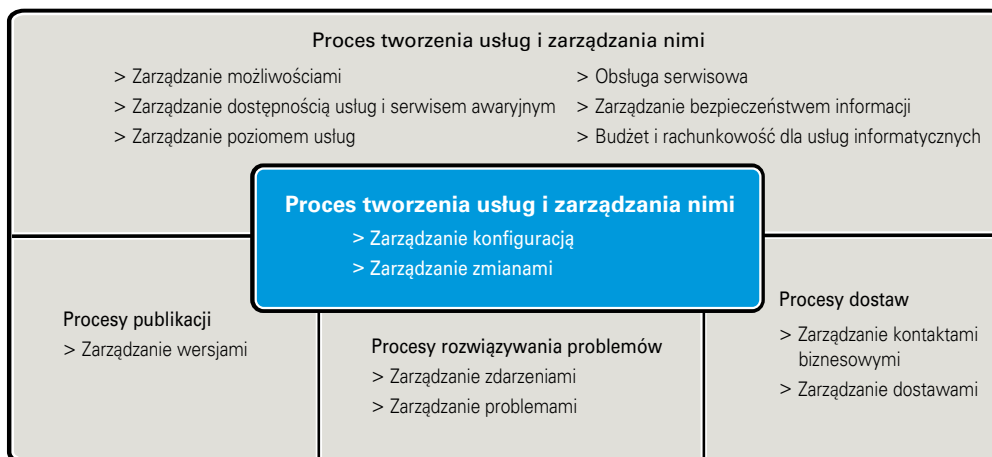 Proces tworzenia usług i zarządzania nimi
> Zarządzanie możliwościami
> Zarządzanie dostępnością usług i serwisem awaryjnym
> Zarządzanie poziomem usług
> Obsługa serwisowa
> Zarządzanie bezpieczeństwem informacji
> Budżet i rachunkowość dla usług informatycznych
Proces tworzenia usług i zarządzania nimi
> Zarządzanie konfiguracją
> Zarządzanie zmianami
Procesy publikacji
> Zarządzanie wersjami
Procesy rozwiązywania problemów
> Zarządzanie zdarzeniami
> Zarządzanie problemami
Procesy dostaw
> Zarządzanie kontaktami
biznesowymi
> Zarządzanie dostawami